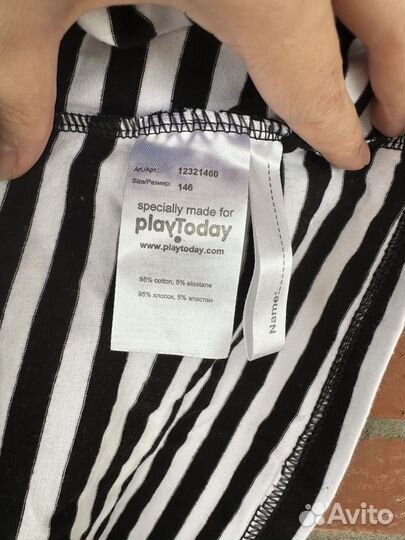 Art./Арт.: 12321460
Size/Размер: 146
specially made for
playToday
www.playtoday.com
95% cotton, 5% elastane
95% хлопок, 5% эластан
Name:
Avito